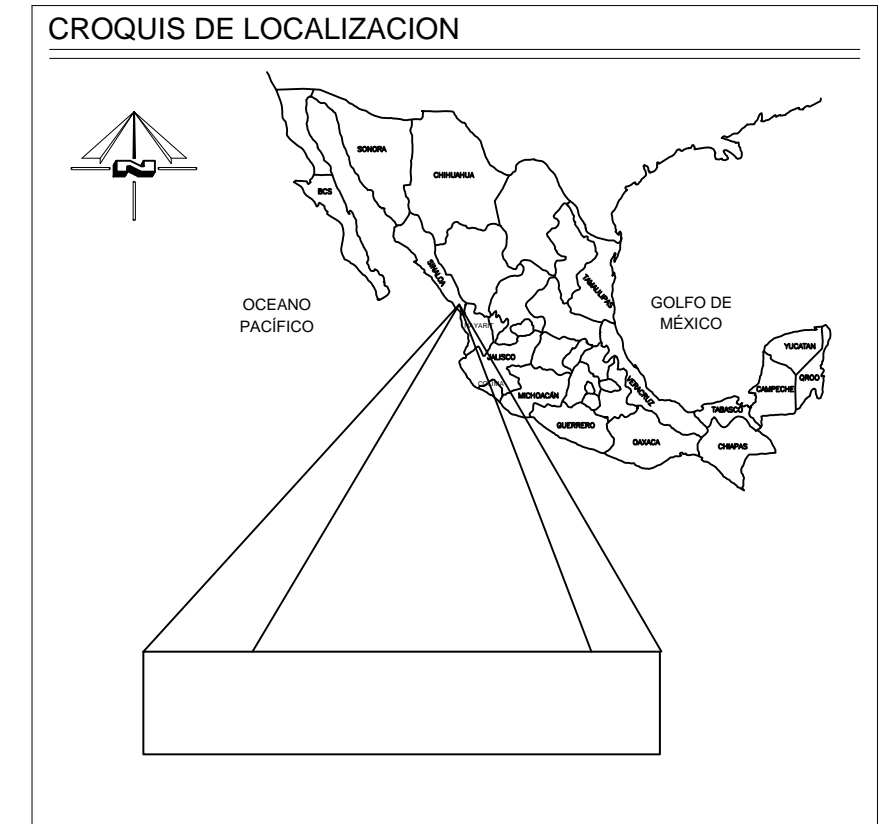 CROQUIS DE LOCALIZACION
N
SONORA
CHIHUAHUA
BCS
SINALOA
TAMAULIPAS
OCEANO
PACÍFICO
GOLFO DE
MÉXICO
NAYARIT
JALISCO
COLIMA
MICHOACÁN
VERACRUZ
GUERRERO
OAXACA
TABASCO
CHIAPAS
CAMPECHE
YUCATAN
QROO